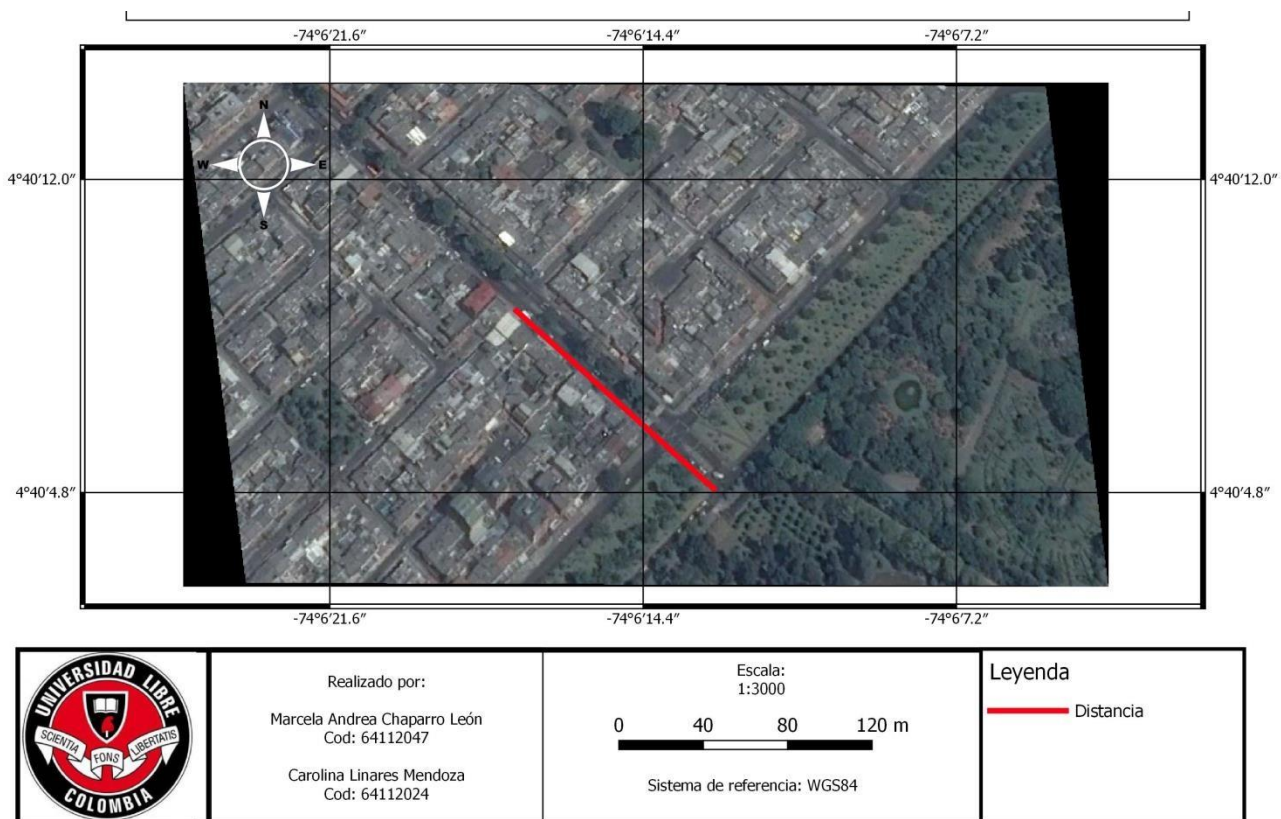 -74°6′21.6″ -74°6′14.4″ -74°6′7.2″
N
W E
S
4°40′12.0″ 4°40′12.0″
4°40′4.8″ 4°40′4.8″
-74°6′21.6″ -74°6′14.4″ -74°6′7.2″
UNIVERSIDAD LIBRE
SCIENTIA FONS LIBERTATIS
COLOMBIA
Realizado por:
Marcela Andrea Chaparro León
Cod: 64112047
Carolina Linares Mendoza
Cod: 64112024
Escala:
1:3000
0 40 80 120 m
Sistema de referencia: WGS84
Leyenda
Distancia